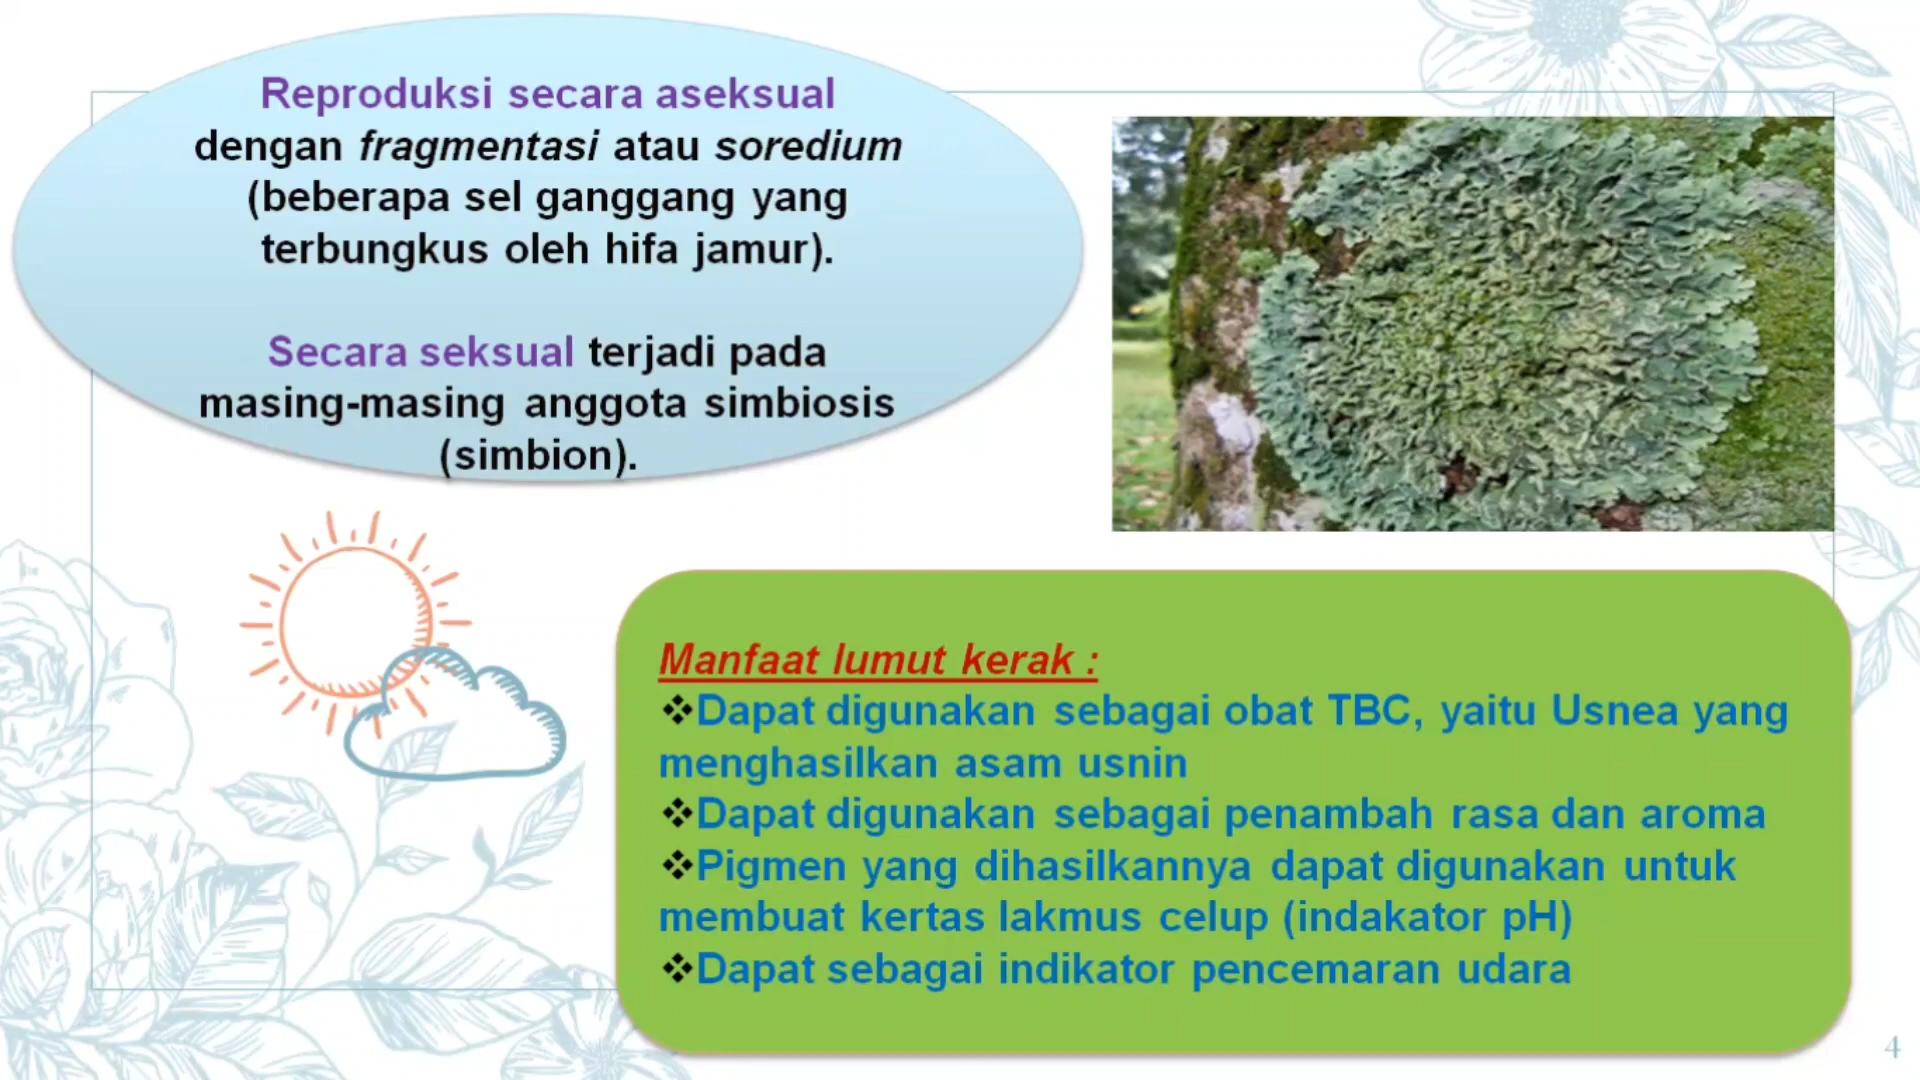 Reproduksi secara aseksual
dengan fragmentasi atau soredium
(beberapa sel ganggang yang
terbungkus oleh hifa jamur).
Secara seksual terjadi pada
masing-masing anggota simbiosis
(simbion).
Manfaat lumut kerak :
❖Dapat digunakan sebagai obat TBC, yaitu Usnea yang
menghasilkan asam usnin
❖Dapat digunakan sebagai penambah rasa dan aroma
❖Pigmen yang dihasilkannya dapat digunakan untuk
membuat kertas lakmus celup (indakator pH)
❖Dapat sebagai indikator pencemaran udara
4